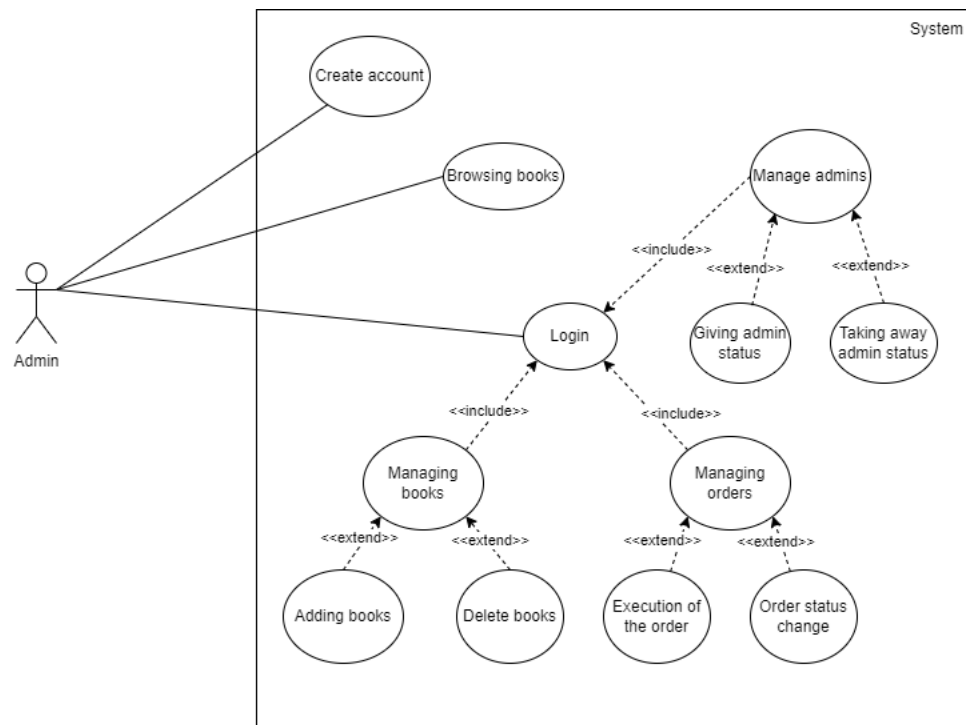 System
Create account
Browsing books
Manage admins
<<include>>
<<extend>>
<<extend>>
Login
Giving admin
status
Taking away
admin status
Admin
<<include>>
<<include>>
Managing
books
Managing
orders
<<extend>>
<<extend>>
<<extend>>
<<extend>>
Adding books
Delete books
Execution of
the order
Order status
change